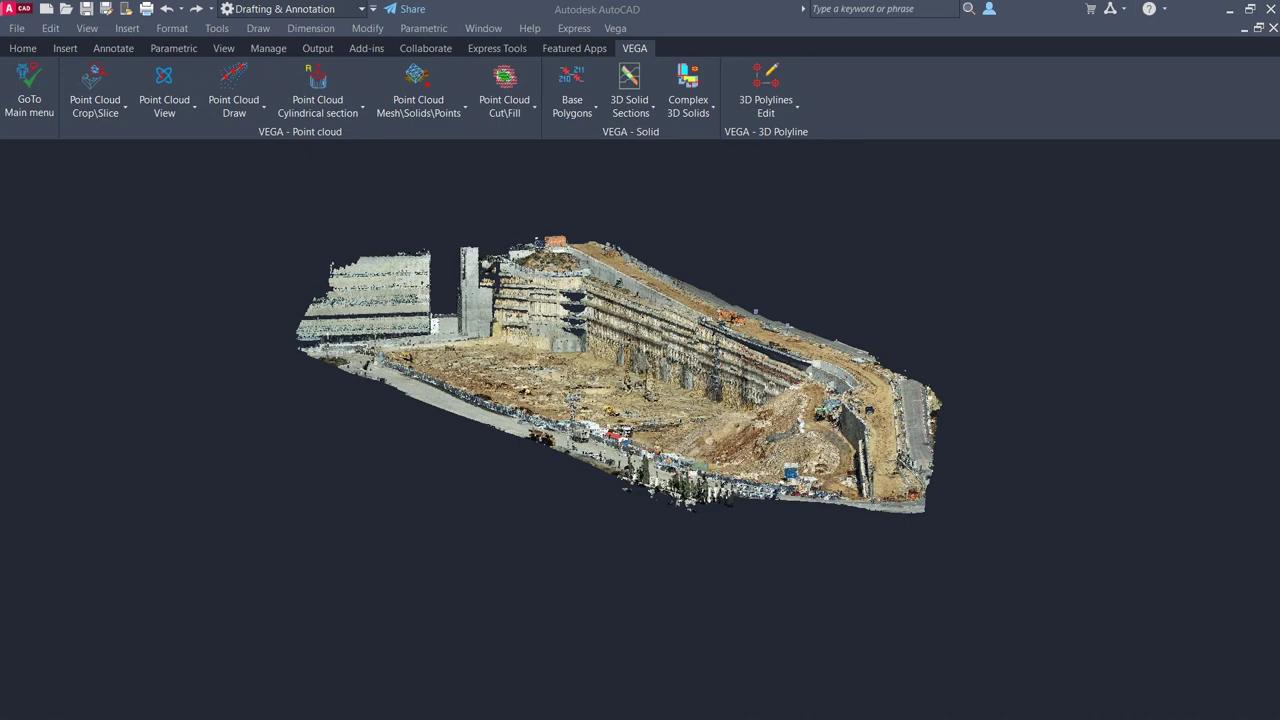 CAD
Drafting & Annotation
Share
Autodesk AutoCAD
Type a keyword or phrase
File Edit View Insert Format Tools Draw Dimension Modify Parametric Window Help Express Vega
Home Insert Annotate Parametric View Manage Output Add-ins Collaborate Express Tools Featured Apps VEGA
GoTo
Main menu
Point Cloud
Crop\Slice
Point Cloud
View
Point Cloud
Draw
Point Cloud
Cylindrical section
Point Cloud
Mesh\Solids\Points
Point Cloud
Cut\Fill
VEGA - Point cloud
Base
Polygons
3D Solid
Sections
Complex
3D Solids
VEGA - Solid
3D Polylines
Edit
VEGA - 3D Polyline